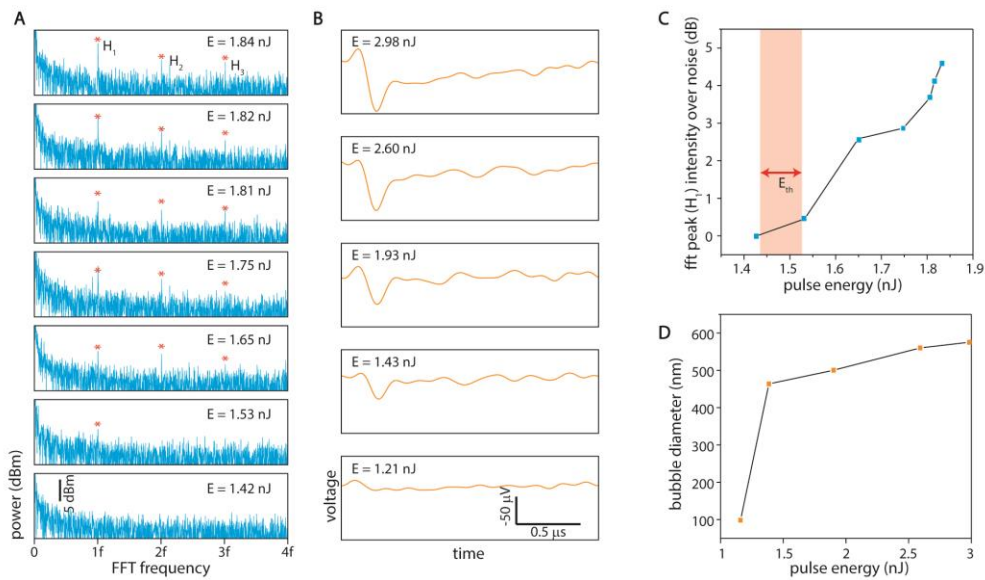 A
E = 1.84 nJ
* H1
* H2
* H3
E = 1.82 nJ
* * *
E = 1.81 nJ
* * *
E = 1.75 nJ
* * *
E = 1.65 nJ
* * *
E = 1.53 nJ
*
E = 1.42 nJ
5 dBm
power (dBm)
0 1f 2f 3f 4f
FFT frequency
B
E = 2.98 nJ
E = 2.60 nJ
E = 1.93 nJ
E = 1.43 nJ
E = 1.21 nJ
-50 μV
0.5 μs
voltage
time
C
fft peak (H1) intensity over noise (dB)
5
4
3
2
1
0
Eth
1.4 1.5 1.6 1.7 1.8 1.9
pulse energy (nJ)
D
bubble diameter (nm)
600
500
400
300
200
100
1 1.5 2 2.5 3
pulse energy (nJ)